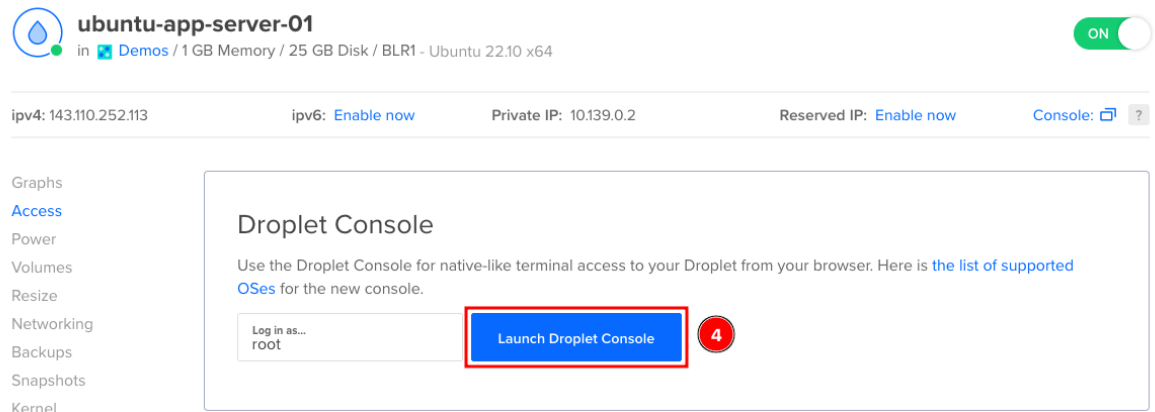 ubuntu-app-server-01
in Demos / 1 GB Memory / 25 GB Disk / BLR1 - Ubuntu 22.10 x64
ON
ipv4: 143.110.252.113 ipv6: Enable now Private IP: 10.139.0.2 Reserved IP: Enable now Console: ?
Graphs
Access
Power
Volumes
Resize
Networking
Backups
Snapshots
Kernel
Droplet Console
Use the Droplet Console for native-like terminal access to your Droplet from your browser. Here is the list of supported
OSes for the new console.
Log in as...
root
Launch Droplet Console
4